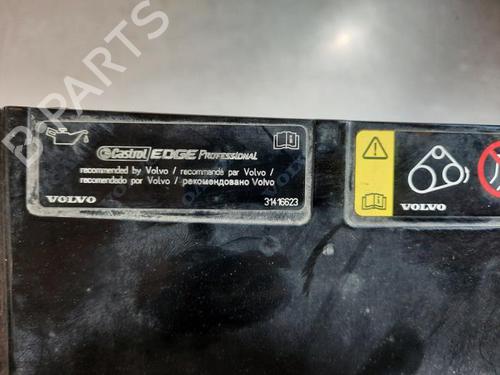 Castrol EDGE PROFESSIONAL
recommended by Volvo / recommandé par Volvo /
recomendado por Volvo / рекомендовано Volvo
VOLVO
31416623
VOLVO
B-PARTS